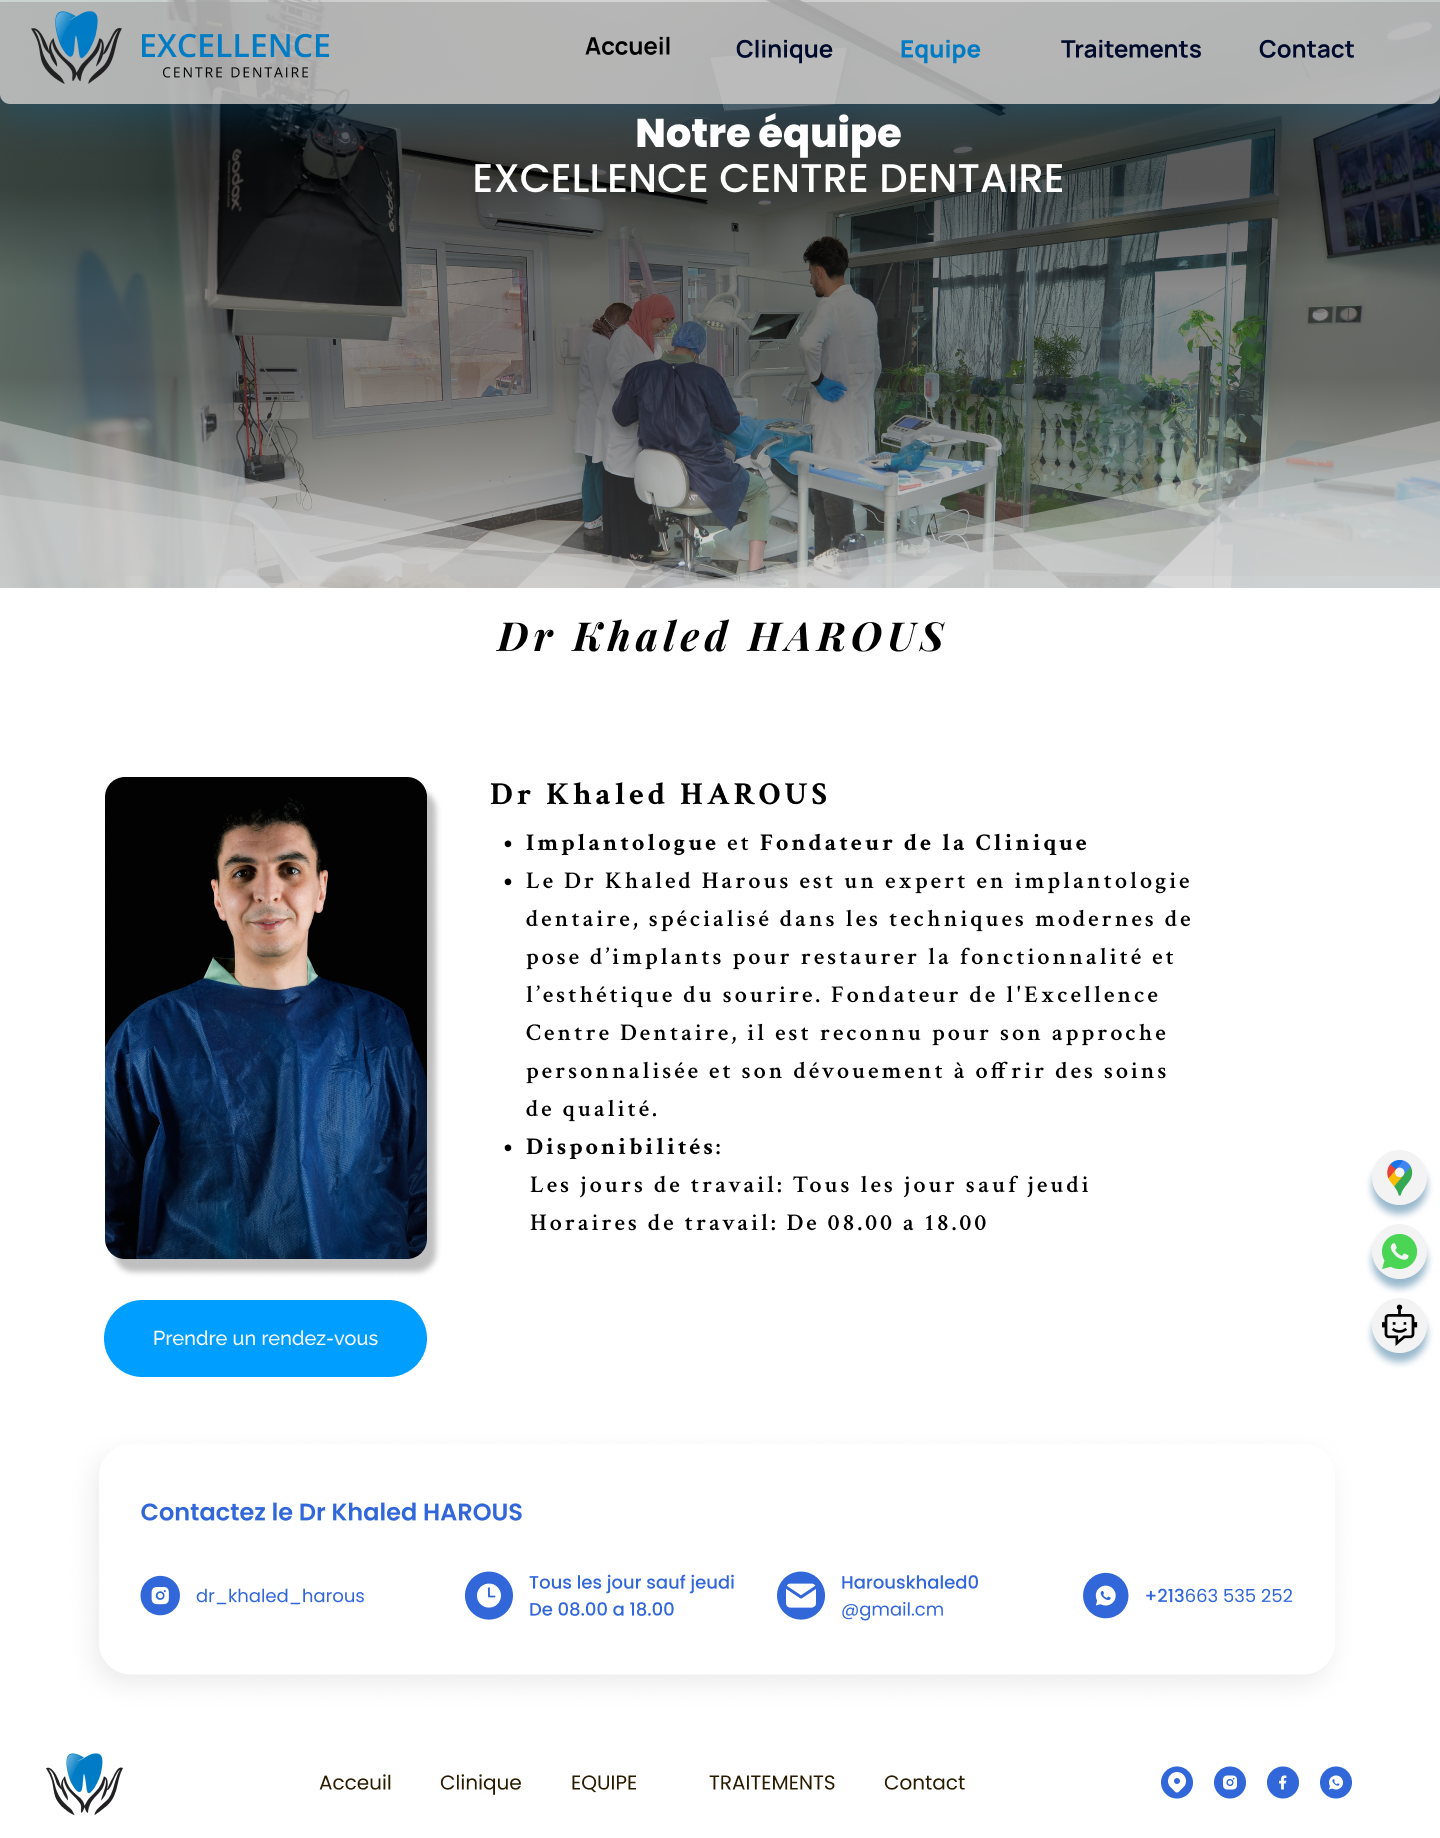 EXCELLENCE
CENTRE DENTAIRE
Accueil
Clinique
Equipe
Traitements
Contact
Notre équipe
EXCELLENCE CENTRE DENTAIRE
Godox
Dr Khaled HAROUS
Dr Khaled HAROUS
• Implantologue et Fondateur de la Clinique
• Le Dr Khaled Harous est un expert en implantologie
dentaire, spécialisé dans les techniques modernes de
pose d’implants pour restaurer la fonctionnalité et
l’esthétique du sourire. Fondateur de l'Excellence
Centre Dentaire, il est reconnu pour son approche
personnalisée et son dévouement à offrir des soins
de qualité.
• Disponibilités:
Les jours de travail: Tous les jour sauf jeudi
Horaires de travail: De 08.00 a 18.00
Prendre un rendez-vous
Contactez le Dr Khaled HAROUS
dr_khaled_harous
Tous les jour sauf jeudi
De 08.00 a 18.00
Harouskhaled0
@gmail.cm
+213663 535 252
Acceuil
Clinique
EQUIPE
TRAITEMENTS
Contact